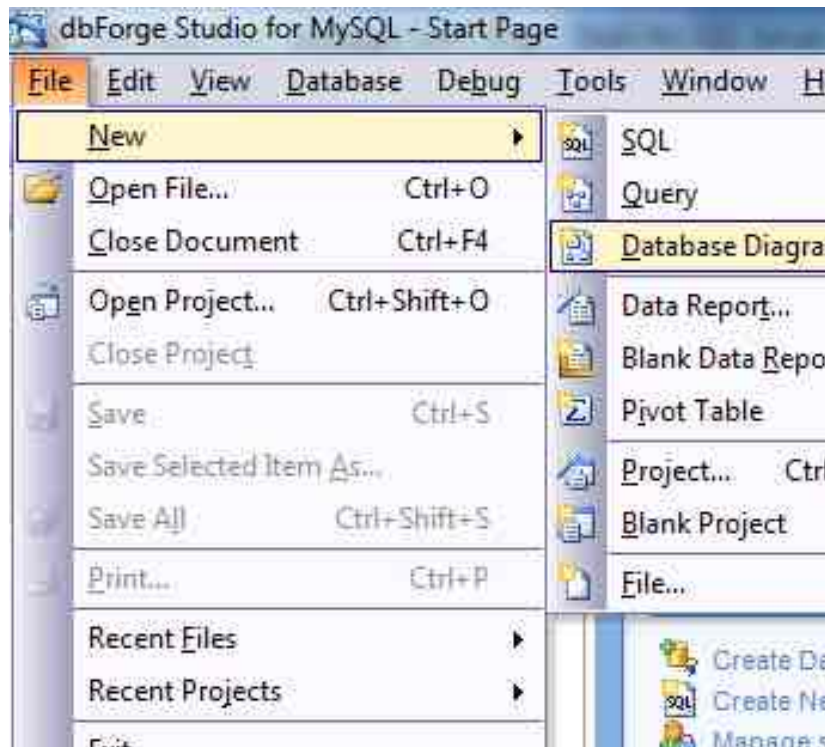 dbForge Studio for MySQL - Start Page
File Edit View Database Debug Tools Window H
New
Open File... Ctrl+O
Close Document Ctrl+F4
Open Project... Ctrl+Shift+O
Close Project
Save Ctrl+S
Save Selected Item As...
Save All Ctrl+Shift+S
Print... Ctrl+P
Recent Files
Recent Projects
Exit
SQL
Query
Database Diagra
Data Report...
Blank Data Repo
Pivot Table
Project... Ctrl
Blank Project
File...
Create Da
Create Ne
Manage s